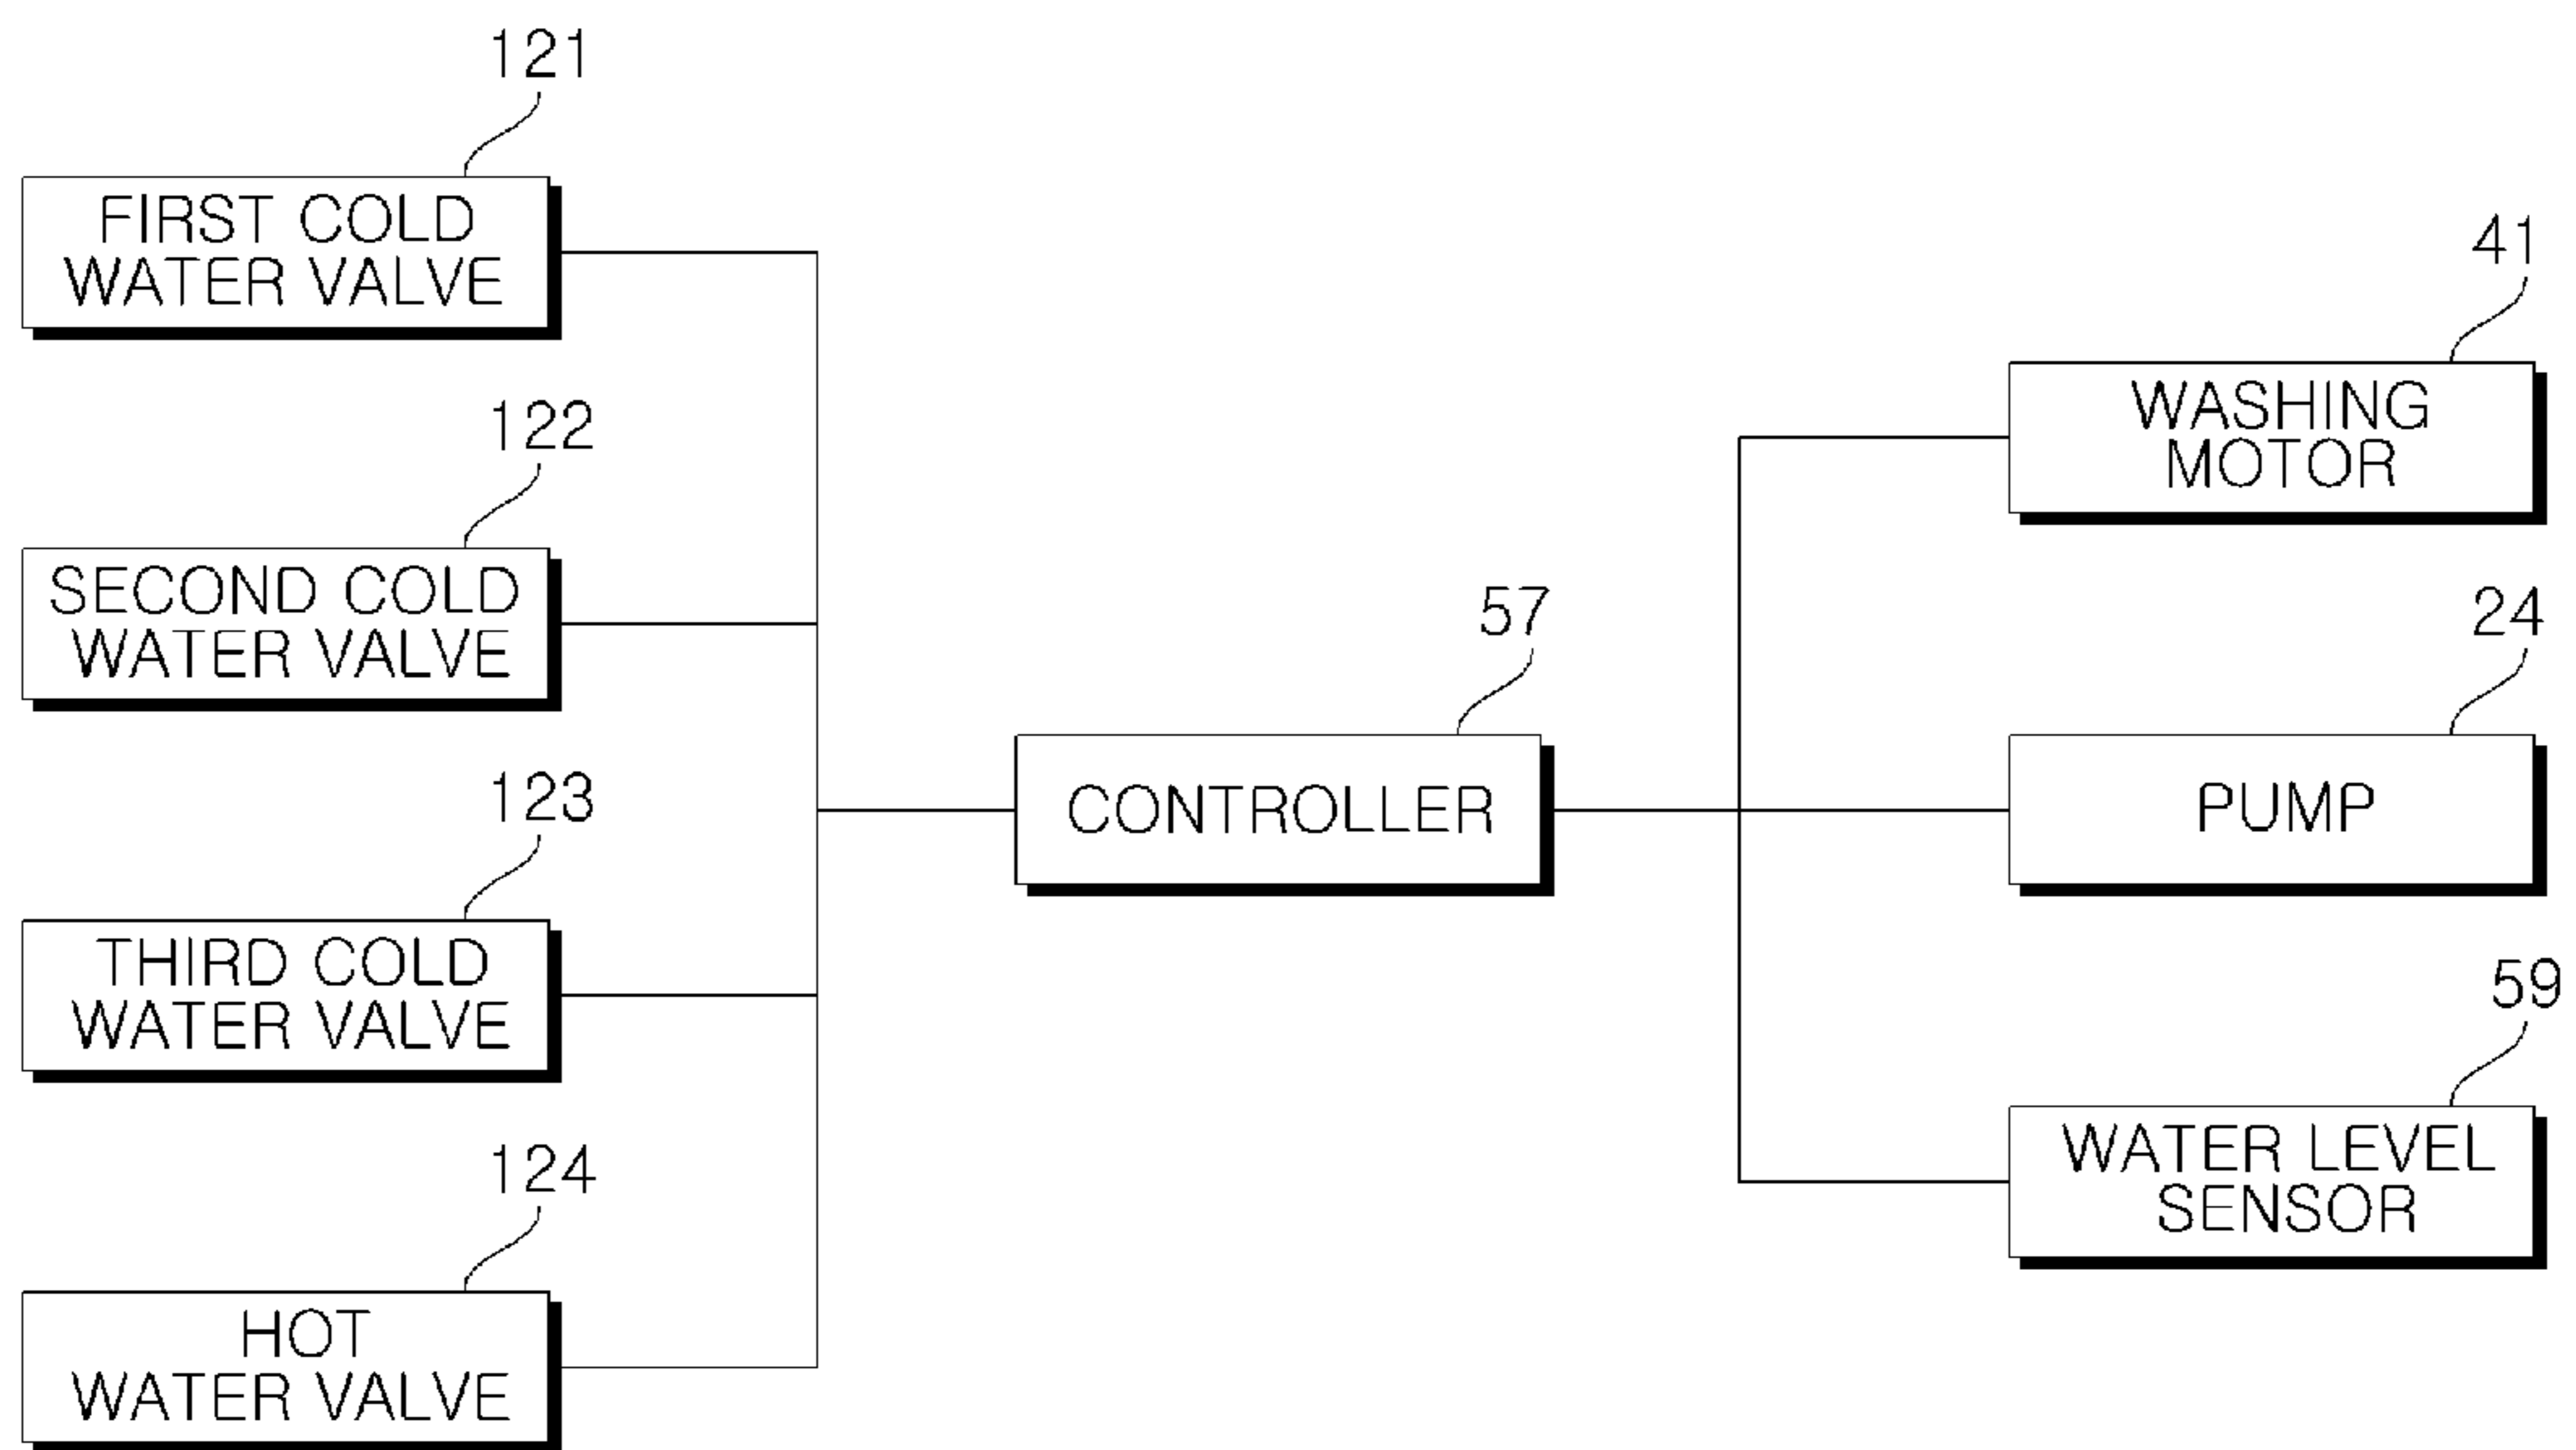 121
FIRST COLD
WATER VALVE
122
SECOND COLD
WATER VALVE
123
THIRD COLD
WATER VALVE
124
HOT
WATER VALVE
57
CONTROLLER
41
WASHING
MOTOR
24
PUMP
59
WATER LEVEL
SENSOR